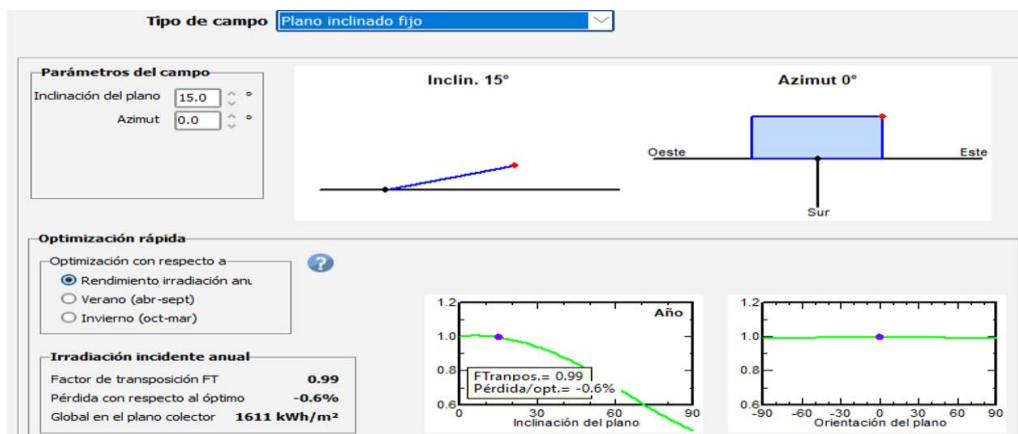 Tipo de campo Plano inclinado fijo
Parámetros del campo
Inclinación del plano 15.0 °
Azimut 0.0 °
Inclin. 15°
Azimut 0°
Oeste
Este
Sur
Optimización rápida
Optimización con respecto a
Rendimiento irradiación anu
Verano (abr-sept)
Invierno (oct-mar)
?
Irradiación incidente anual
Factor de transposición FT 0.99
Pérdida con respecto al óptimo -0.6%
Global en el plano colector 1611 kWh/m²
Año
1.2
1.0
0.8
0.6
FTranpos.= 0.99
Pérdida/opt.= -0.6%
0 30 60 90
Inclinación del plano
1.2
1.0
0.8
0.6
-90 -60 -30 0 30 60 90
Orientación del plano